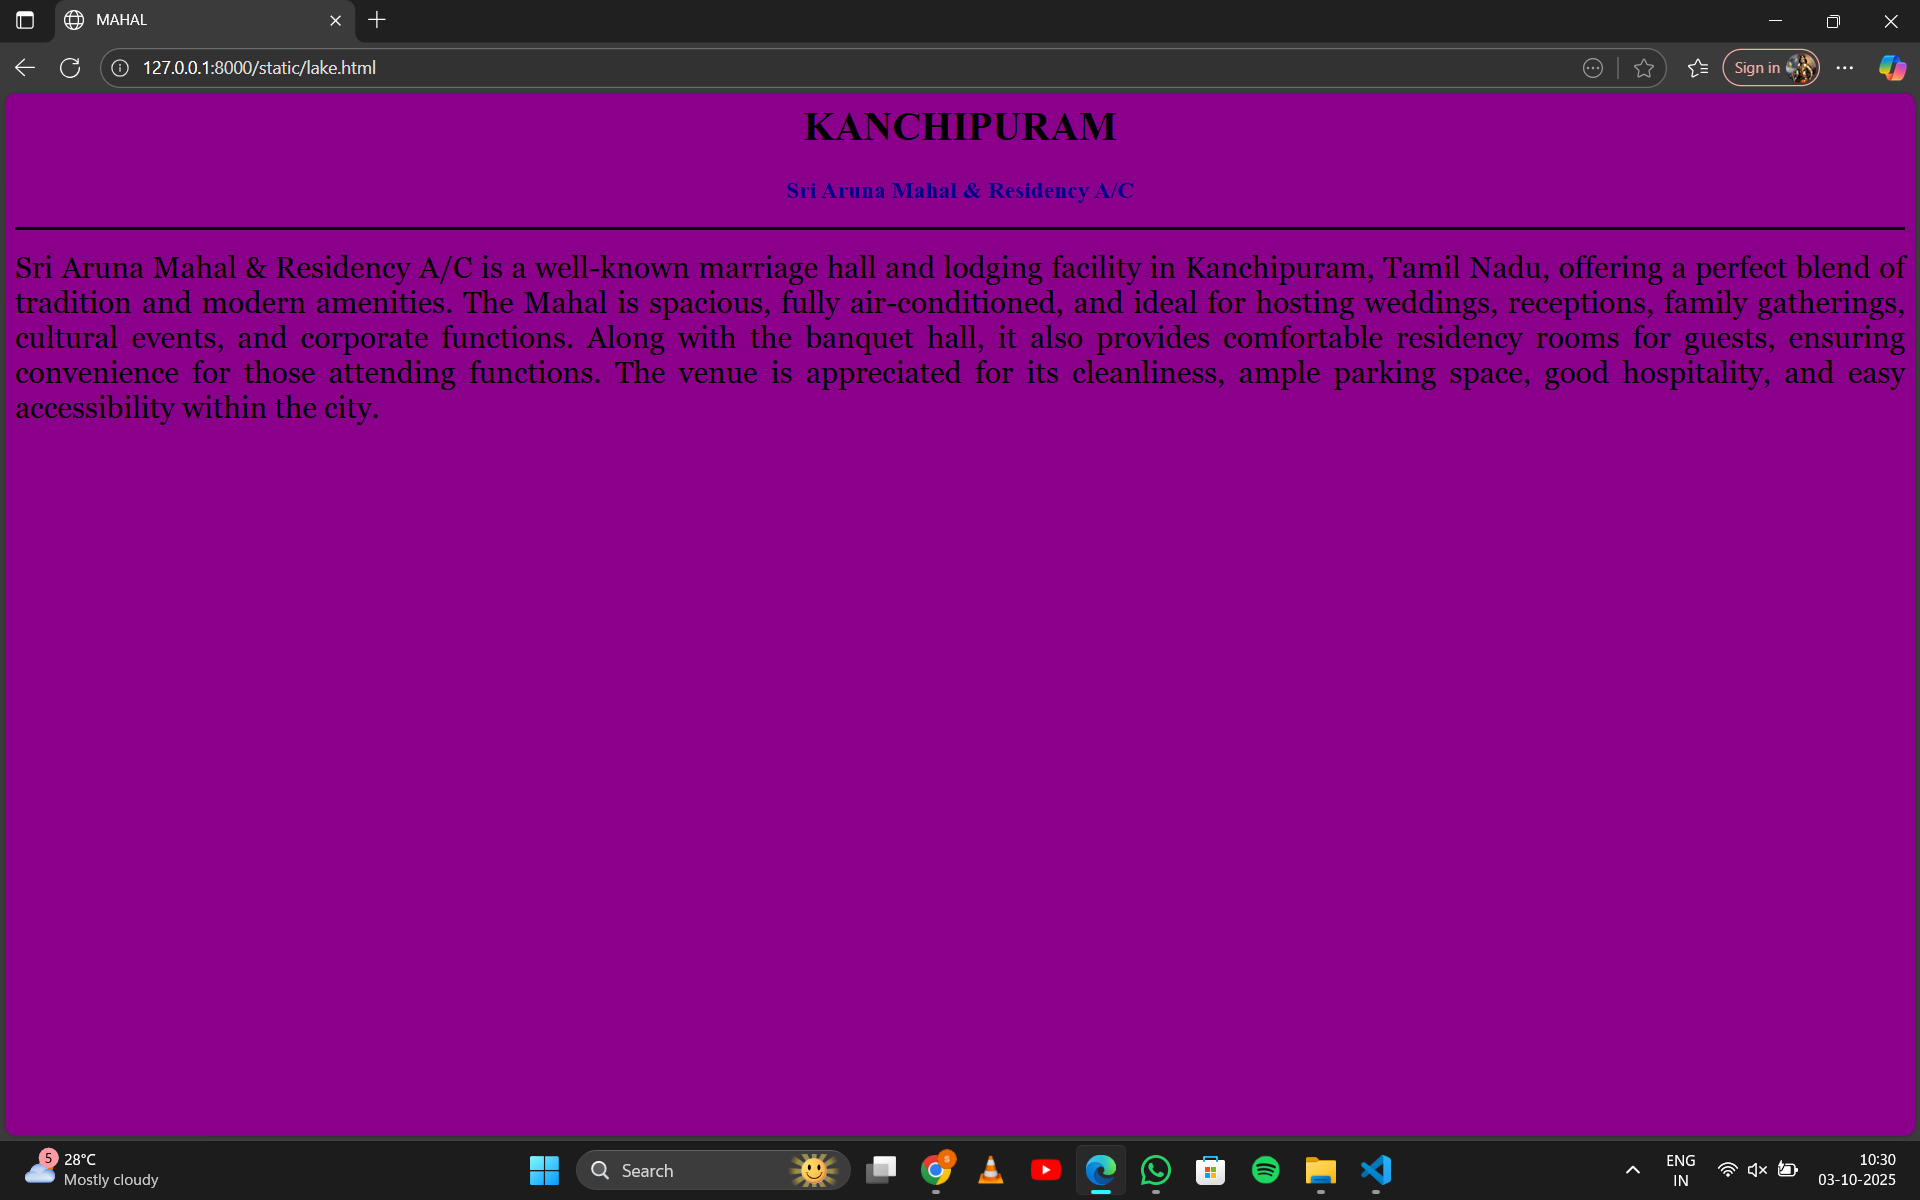 MAHAL
127.0.0.1:8000/static/lake.html
Sign in
KANCHIPURAM
Sri Aruna Mahal & Residency A/C
Sri Aruna Mahal & Residency A/C is a well-known marriage hall and lodging facility in Kanchipuram, Tamil Nadu, offering a perfect blend of
tradition and modern amenities. The Mahal is spacious, fully air-conditioned, and ideal for hosting weddings, receptions, family gatherings,
cultural events, and corporate functions. Along with the banquet hall, it also provides comfortable residency rooms for guests, ensuring
convenience for those attending functions. The venue is appreciated for its cleanliness, ample parking space, good hospitality, and easy
accessibility within the city.
5
28°C
Mostly cloudy
Search
S
ENG
IN
10:30
03-10-2025